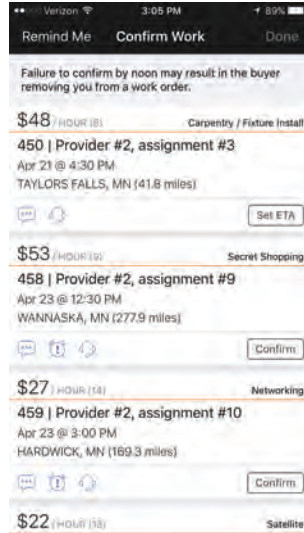 Verizon 3:05 PM 89%
Remind Me Confirm Work Done
Failure to confirm by noon may result in the buyer
removing you from a work order.
$48 / HOUR (8) Carpentry / Fixture Install
450 | Provider #2, assignment #3
Apr 21 @ 4:30 PM
TAYLORS FALLS, MN (41.8 miles)
Set ETA
$53 / HOUR (9) Secret Shopping
458 | Provider #2, assignment #9
Apr 23 @ 12:30 PM
WANNASKA, MN (277.9 miles)
Confirm
$27 / HOUR (14) Networking
459 | Provider #2, assignment #10
Apr 23 @ 3:00 PM
HARDWICK, MN (169.3 miles)
Confirm
$22 / HOUR Satellite